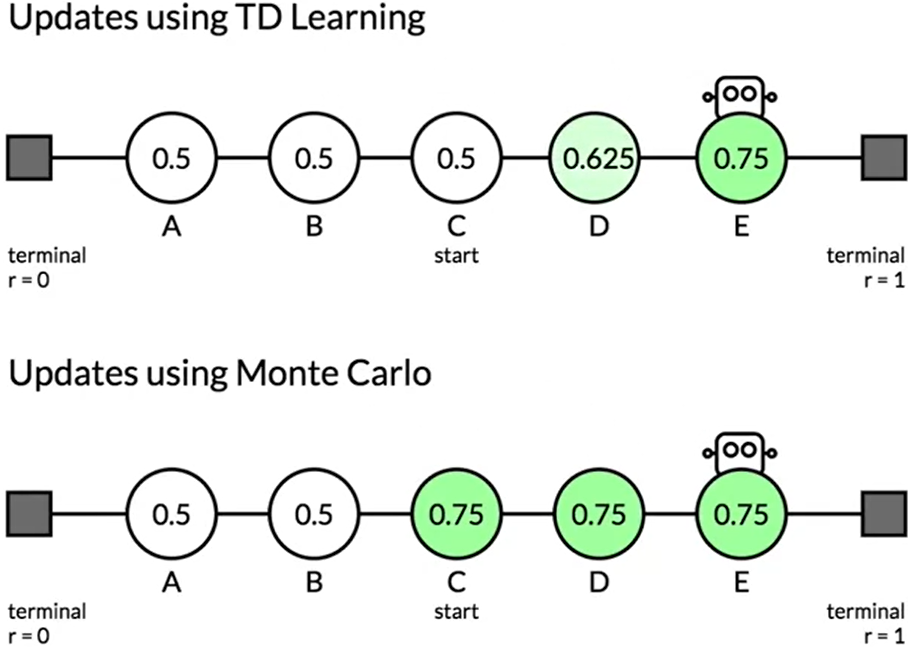 Updates using TD Learning
0.5 0.5 0.5 0.625 0.75
A B C D E
terminal start terminal
r = 0 r = 1
Updates using Monte Carlo
0.5 0.5 0.75 0.75 0.75
A B C D E
terminal start terminal
r = 0 r = 1